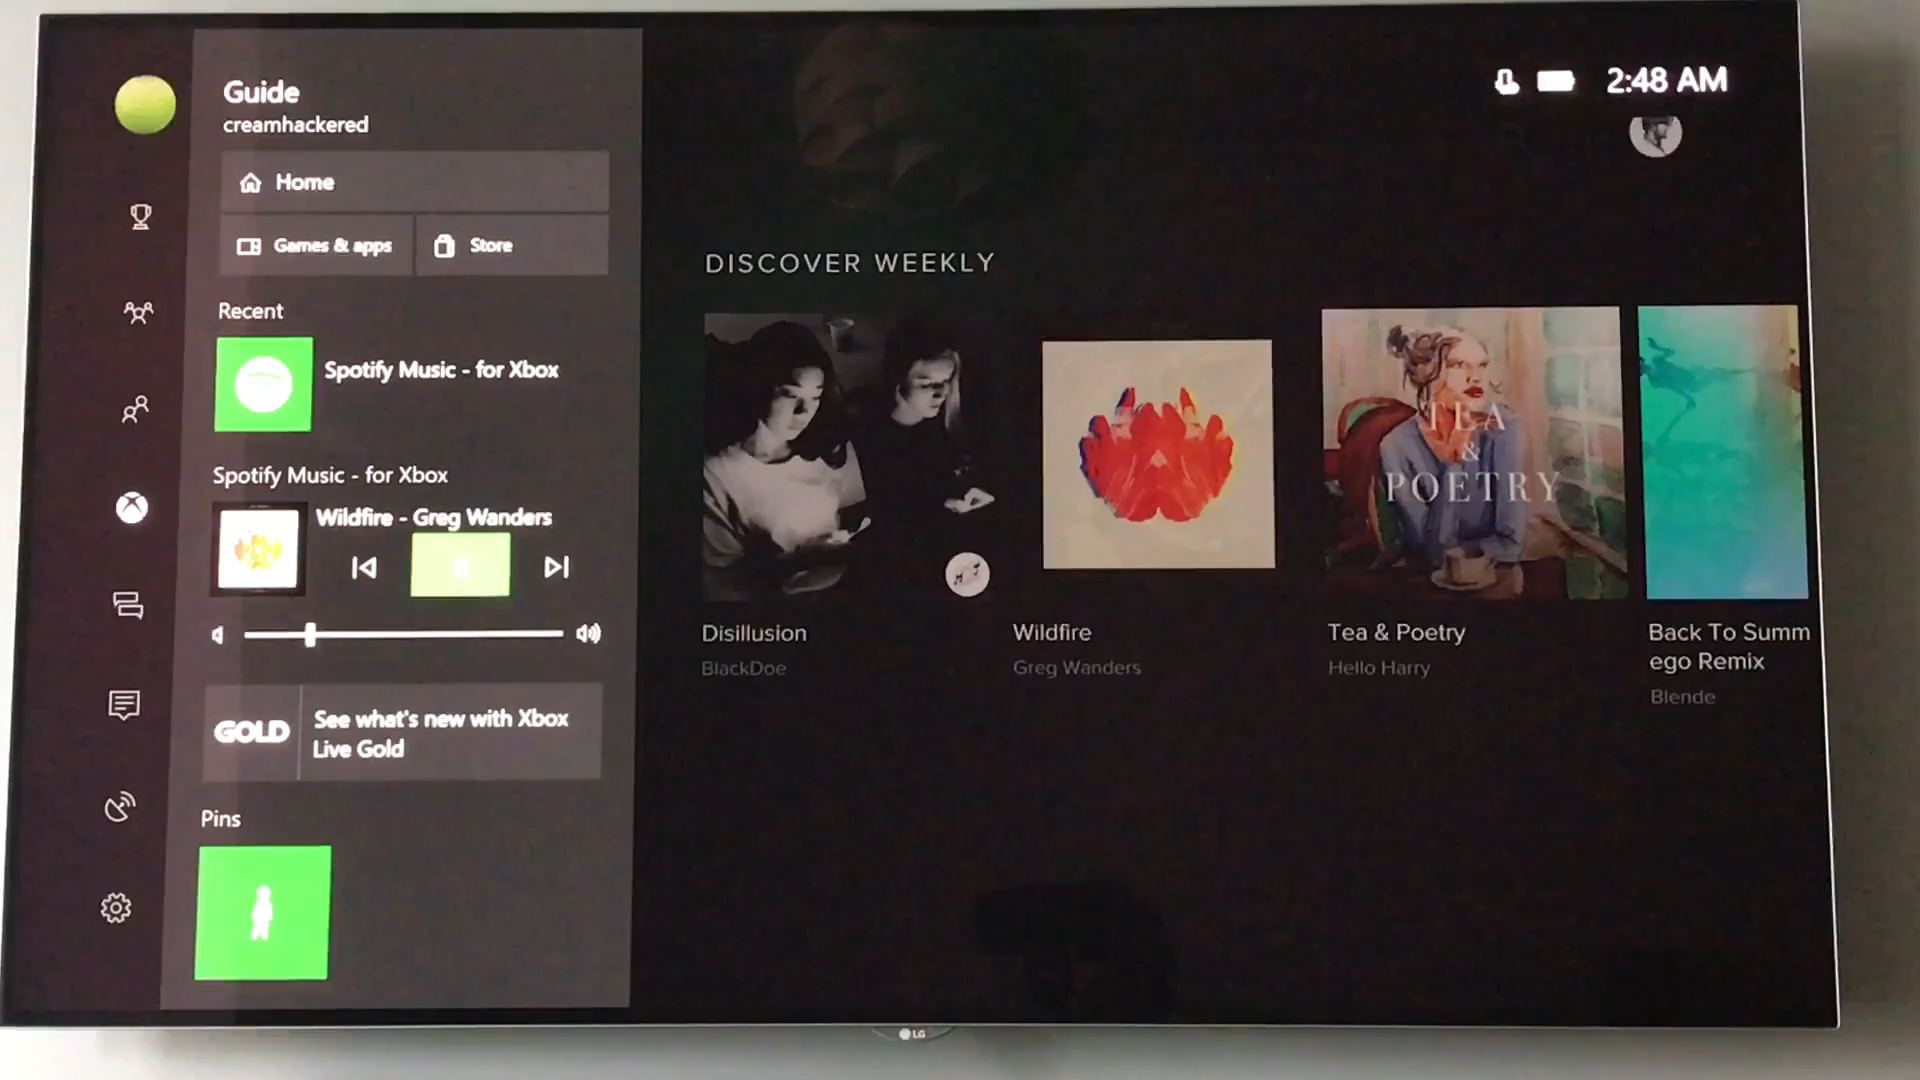 Guide
creamhackered
2:48 AM
Home
Games & apps
Store
Recent
Spotify Music - for Xbox
Spotify Music - for Xbox
Wildfire - Greg Wanders
GOLD
See what's new with Xbox
Live Gold
Pins
DISCOVER WEEKLY
TEA
&
POETRY
Disillusion
BlackDoe
Wildfire
Greg Wanders
Tea & Poetry
Hello Harry
Back To Summ
ego Remix
Blende
LG